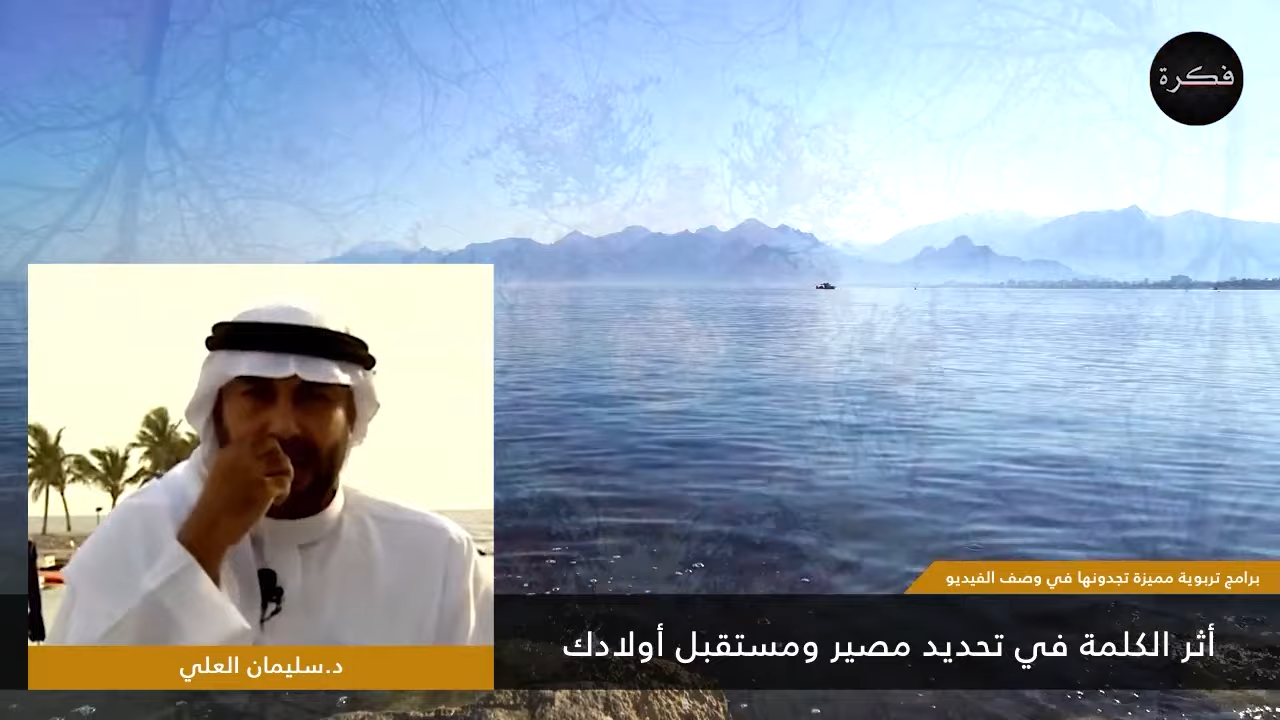 فكرة
برامج تربوية مميزة تجدونها في وصف الفيديو
أثر الكلمة في تحديد مصير ومستقبل أولادك
د.سليمان العلي